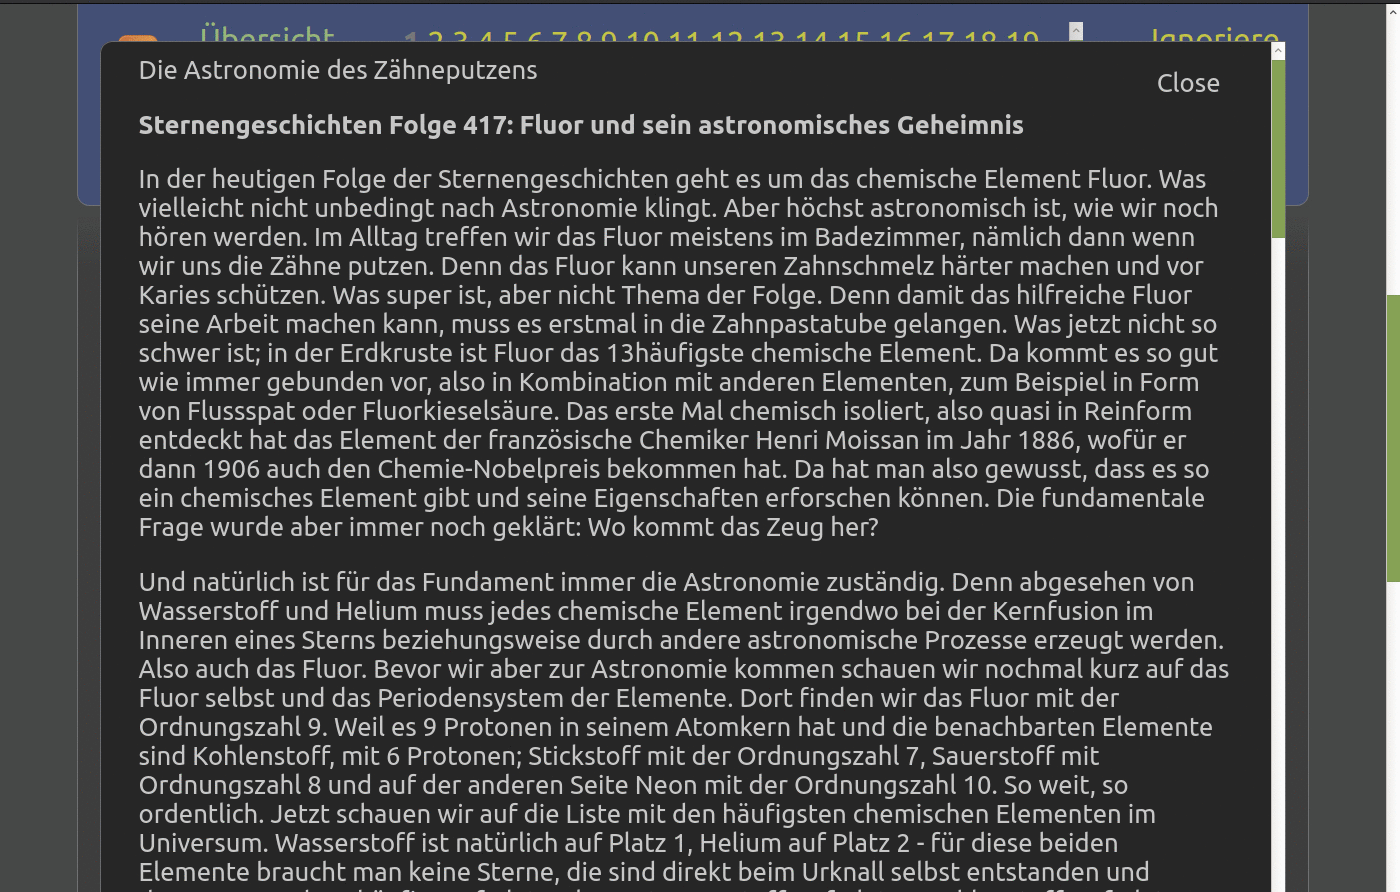 Übersicht 1 2 3 4 5 6 7 8 9 10 11 12 13 14 15 16 17 18 19 Ignoriere
Die Astronomie des Zähneputzens
Close
Sternengeschichten Folge 417: Fluor und sein astronomisches Geheimnis
In der heutigen Folge der Sternengeschichten geht es um das chemische Element Fluor. Was
vielleicht nicht unbedingt nach Astronomie klingt. Aber höchst astronomisch ist, wie wir noch
hören werden. Im Alltag treffen wir das Fluor meistens im Badezimmer, nämlich dann wenn
wir uns die Zähne putzen. Denn das Fluor kann unseren Zahnschmelz härter machen und vor
Karies schützen. Was super ist, aber nicht Thema der Folge. Denn damit das hilfreiche Fluor
seine Arbeit machen kann, muss es erstmal in die Zahnpastatube gelangen. Was jetzt nicht so
schwer ist; in der Erdkruste ist Fluor das 13häufigste chemische Element. Da kommt es so gut
wie immer gebunden vor, also in Kombination mit anderen Elementen, zum Beispiel in Form
von Flussspat oder Fluorkieselsäure. Das erste Mal chemisch isoliert, also quasi in Reinform
entdeckt hat das Element der französische Chemiker Henri Moissan im Jahr 1886, wofür er
dann 1906 auch den Chemie-Nobelpreis bekommen hat. Da hat man also gewusst, dass es so
ein chemisches Element gibt und seine Eigenschaften erforschen können. Die fundamentale
Frage wurde aber immer noch geklärt: Wo kommt das Zeug her?
Und natürlich ist für das Fundament immer die Astronomie zuständig. Denn abgesehen von
Wasserstoff und Helium muss jedes chemische Element irgendwo bei der Kernfusion im
Inneren eines Sterns beziehungsweise durch andere astronomische Prozesse erzeugt werden.
Also auch das Fluor. Bevor wir aber zur Astronomie kommen schauen wir nochmal kurz auf das
Fluor selbst und das Periodensystem der Elemente. Dort finden wir das Fluor mit der
Ordnungszahl 9. Weil es 9 Protonen in seinem Atomkern hat und die benachbarten Elemente
sind Kohlenstoff, mit 6 Protonen; Stickstoff mit der Ordnungszahl 7, Sauerstoff mit
Ordnungszahl 8 und auf der anderen Seite Neon mit der Ordnungszahl 10. So weit, so
ordentlich. Jetzt schauen wir auf die Liste mit den häufigsten chemischen Elementen im
Universum. Wasserstoff ist natürlich auf Platz 1, Helium auf Platz 2 - für diese beiden
Elemente braucht man keine Sterne, die sind direkt beim Urknall selbst entstanden und